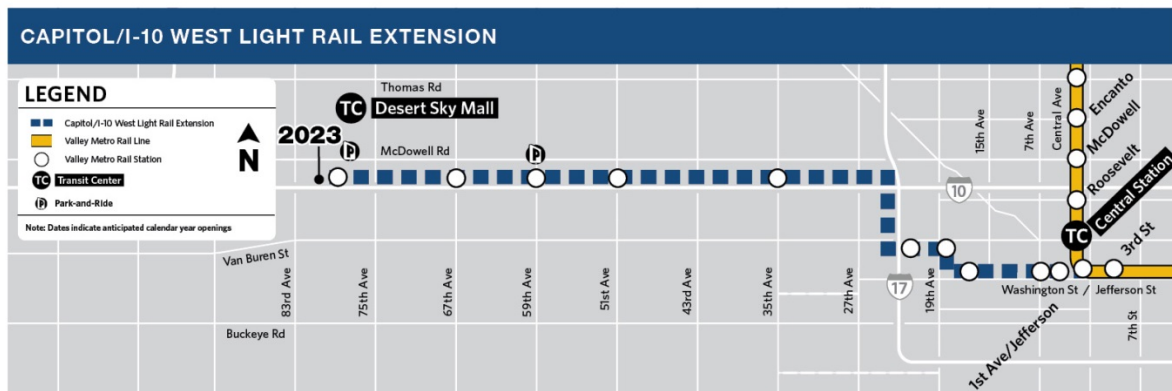 CAPITOL/I-10 WEST LIGHT RAIL EXTENSION
LEGEND
Capitol/I-10 West Light Rail Extension
Valley Metro Rail Line
Valley Metro Rail Station
TC Transit Center
P Park-and-Ride
Note: Dates indicate anticipated calendar year openings
N
2023
P
TC Desert Sky Mall
Thomas Rd
McDowell Rd
P
Van Buren St
Buckeye Rd
83rd Ave
75th Ave
67th Ave
59th Ave
51st Ave
43rd Ave
35th Ave
27th Ave
19th Ave
15th Ave
7th Ave
Central Ave
10
17
Encanto
McDowell
Roosevelt
TC Central Station
3rd St
Washington St / Jefferson St
1st Ave/Jefferson
7th St